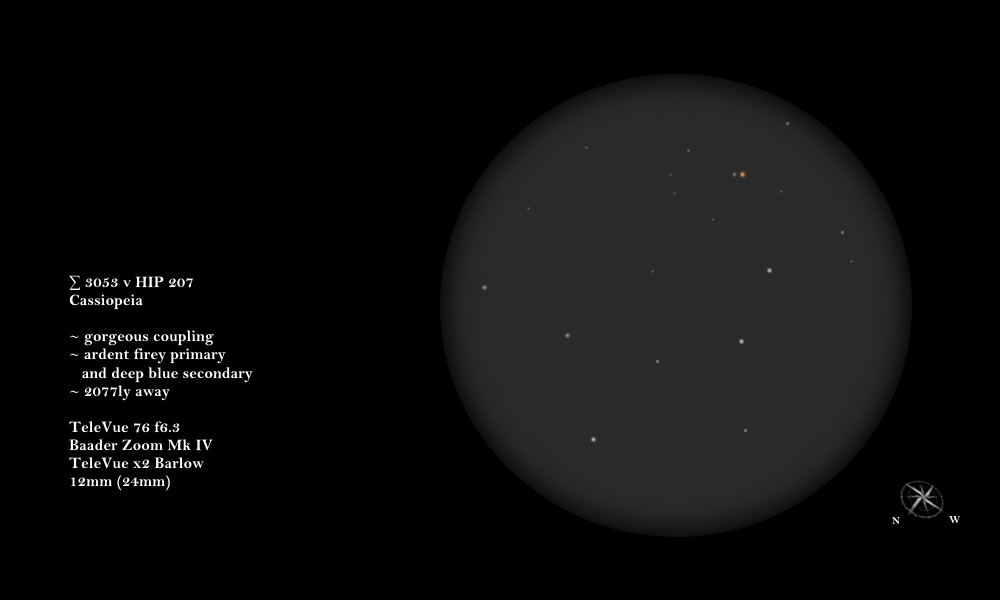 ∑ 3053 v HIP 207
Cassiopeia
~ gorgeous coupling
~ ardent firey primary
and deep blue secondary
~ 2077ly away
TeleVue 76 f6.3
Baader Zoom Mk IV
TeleVue x2 Barlow
12mm (24mm)
N W